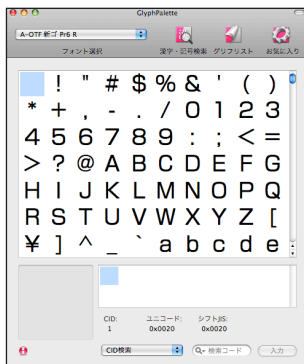 GlyphPalette
A-OTF 新ゴ Pr6 R
フォント選択 漢字・記号検索 グリフリスト お気に入り
! " # $ % & ' ( )
* + , - . / 0 1 2 3
4 5 6 7 8 9 : ; < =
> ? @ A B C D E F G
H I J K L M N O P Q
R S T U V W X Y Z [
¥ ] ^ _ ` a b c d e
CID: ユニコード: シフトJIS:
1 0x0020 0x0020
CID検索 検索コード 入力